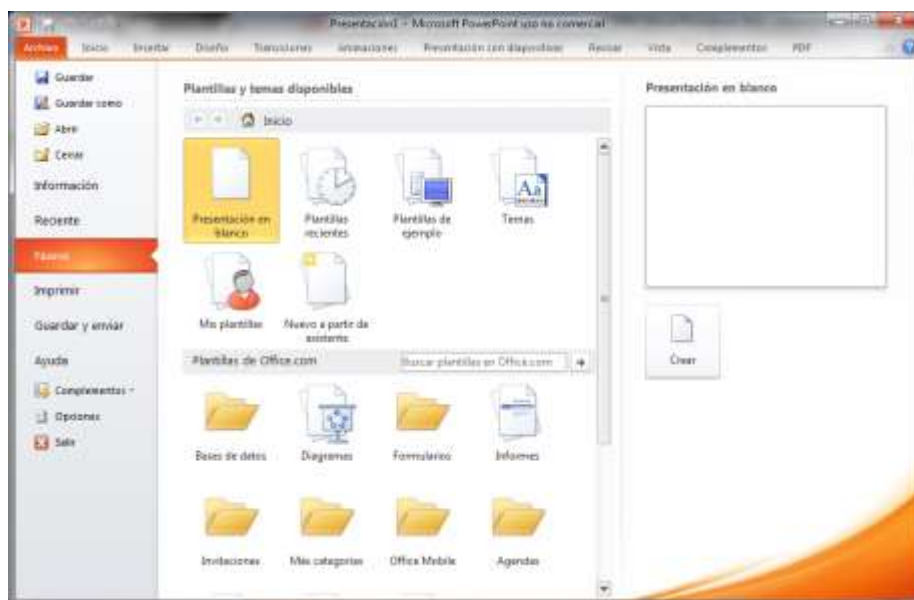 Presentación1 - Microsoft PowerPoint uso no comercial
Archivo Inicio Insertar Diseño Transiciones Animaciones Presentación con diapositivas Revisar Vista Complementos PDF
Guardar
Guardar como
Abrir
Cerrar
Información
Reciente
Nuevo
Imprimir
Guardar y enviar
Ayuda
Complementos
Opciones
Salir
Plantillas y temas disponibles
Inicio
Presentación en blanco
Plantillas recientes
Plantillas de ejemplo
Temas
Mis plantillas
Nuevo a partir de existente
Plantillas de Office.com
Buscar plantillas en Office.com
Bases de datos
Diagramas
Formularios
Informes
Invitaciones
Más categorías
Office Mobile
Agendas
Presentación en blanco
Crear